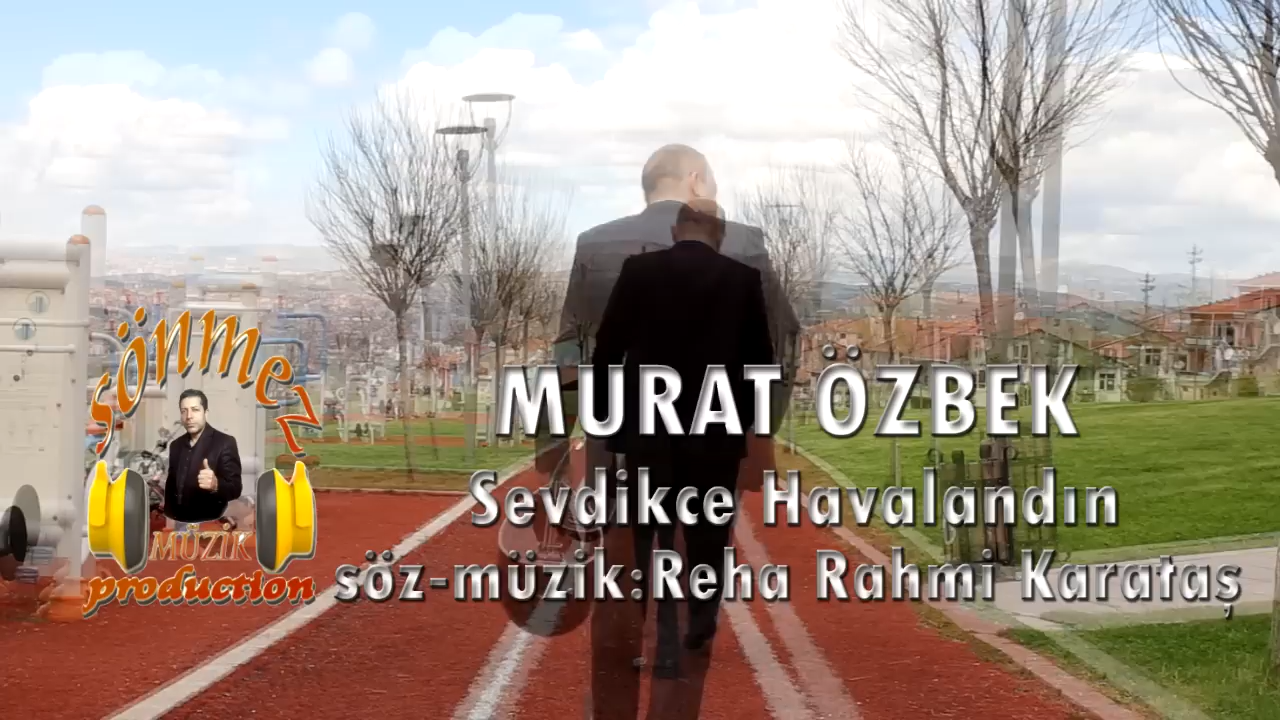 sönmez
MÜZİK
production
MURAT ÖZBEK
Sevdikce Havalandın
söz-müzik:Reha Rahmi Karataş